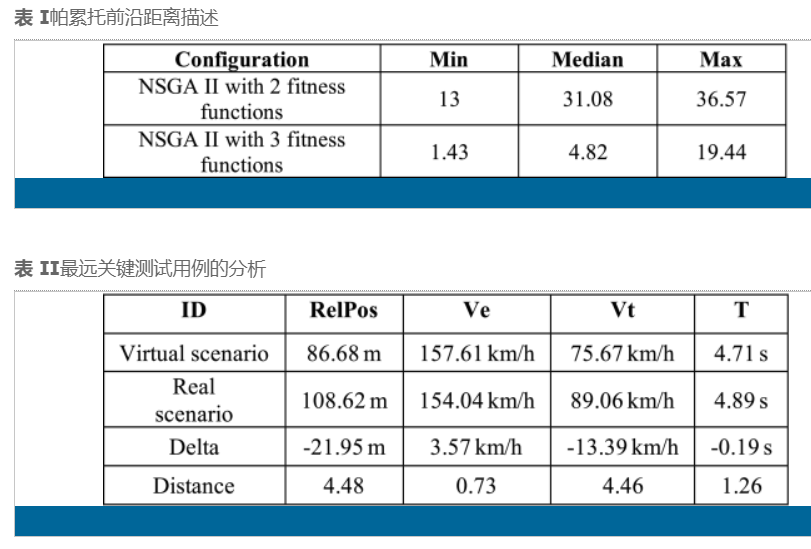 表 I帕累托前沿距离描述
Configuration Min Median Max
NSGA II with 2 fitness functions 13 31.08 36.57
NSGA II with 3 fitness functions 1.43 4.82 19.44
表 II最远关键测试用例的分析
ID RelPos Ve Vt T
Virtual scenario 86.68 m 157.61 km/h 75.67 km/h 4.71 s
Real scenario 108.62 m 154.04 km/h 89.06 km/h 4.89 s
Delta -21.95 m 3.57 km/h -13.39 km/h -0.19 s
Distance 4.48 0.73 4.46 1.26